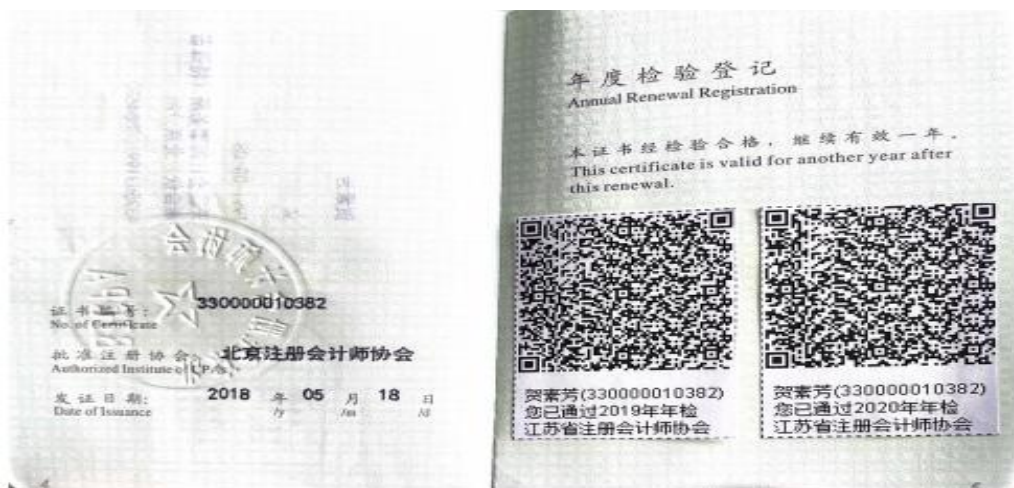 证书编号：
No. of Certificate
330000010382
批准注册协会：
Authorized Institute of CPAs
北京注册会计师协会
发证日期：
Date of Issuance
2018 年 05 月 18 日
/y /m /d
年度检验登记
Annual Renewal Registration
本证书经检验合格，继续有效一年。
This certificate is valid for another year after
this renewal.
贺素芳(330000010382)
您已通过2019年年检
江苏省注册会计师协会
贺素芳(330000010382)
您已通过2020年年检
江苏省注册会计师协会